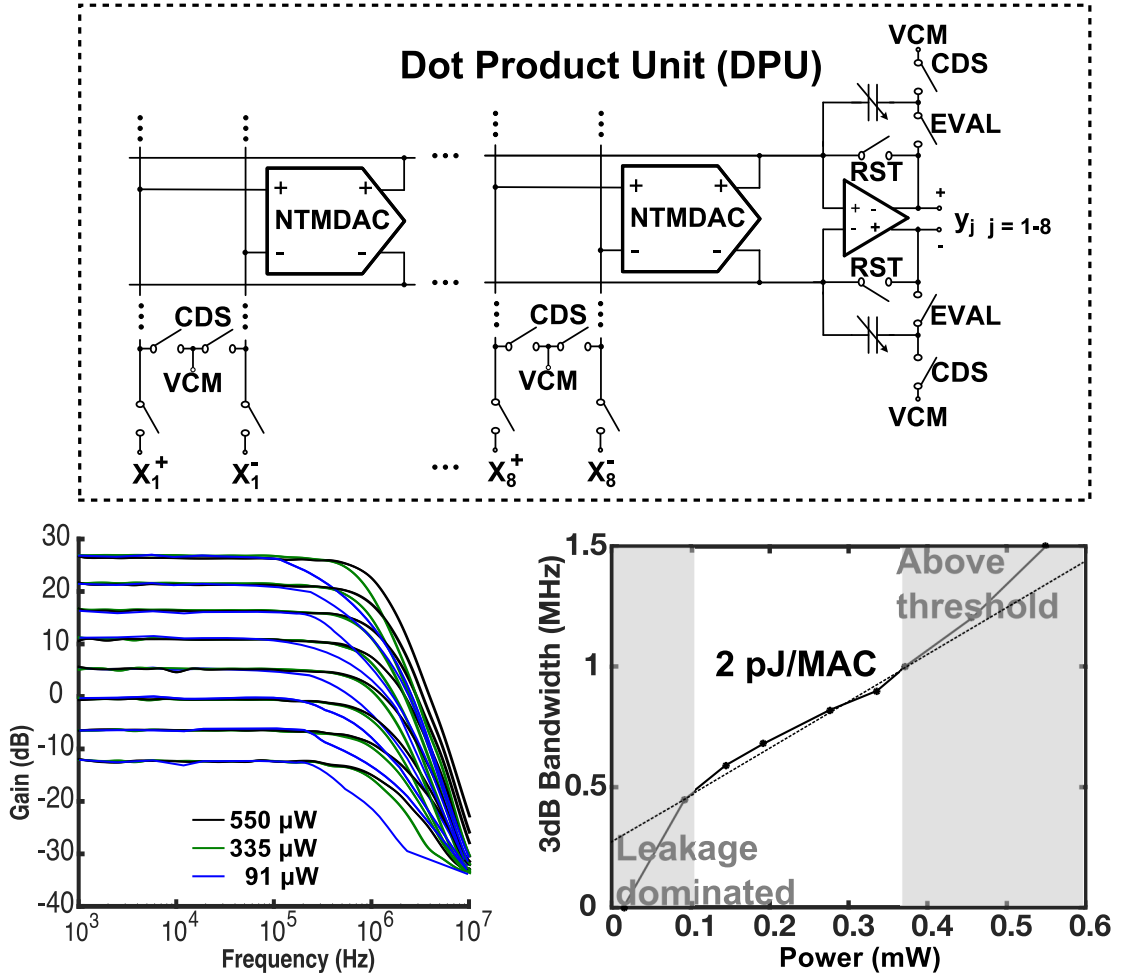 VCM
CDS
Dot Product Unit (DPU)
EVAL
RST
+
+
NTMDAC
-
-
...
+
+
NTMDAC
-
-
+ -
- +
+
yj j = 1-8
-
RST
...
CDS
VCM
CDS
VCM
EVAL
CDS
VCM
X1+
X1-
...
X8+
X8-
30
20
10
0
-10
-20
-30
-40
Gain (dB)
550 µW
335 µW
91 µW
10^3
10^4
10^5
10^6
10^7
Frequency (Hz)
1.5
1
0.5
0
3dB Bandwidth (MHz)
Above
threshold
2 pJ/MAC
Leakage
dominated
0
0.1
0.2
0.3
0.4
0.5
0.6
Power (mW)